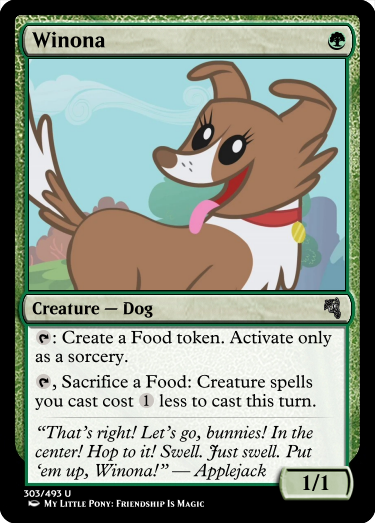 Winona
Creature — Dog
: Create a Food token. Activate only
as a sorcery.
, Sacrifice a Food: Creature spells
you cast cost 1 less to cast this turn.
“That’s right! Let’s go, bunnies! In the
center! Hop to it! Swell. Just swell. Put
‘em up, Winona!” — Applejack
1/1
303/493 U
My Little Pony: Friendship Is Magic